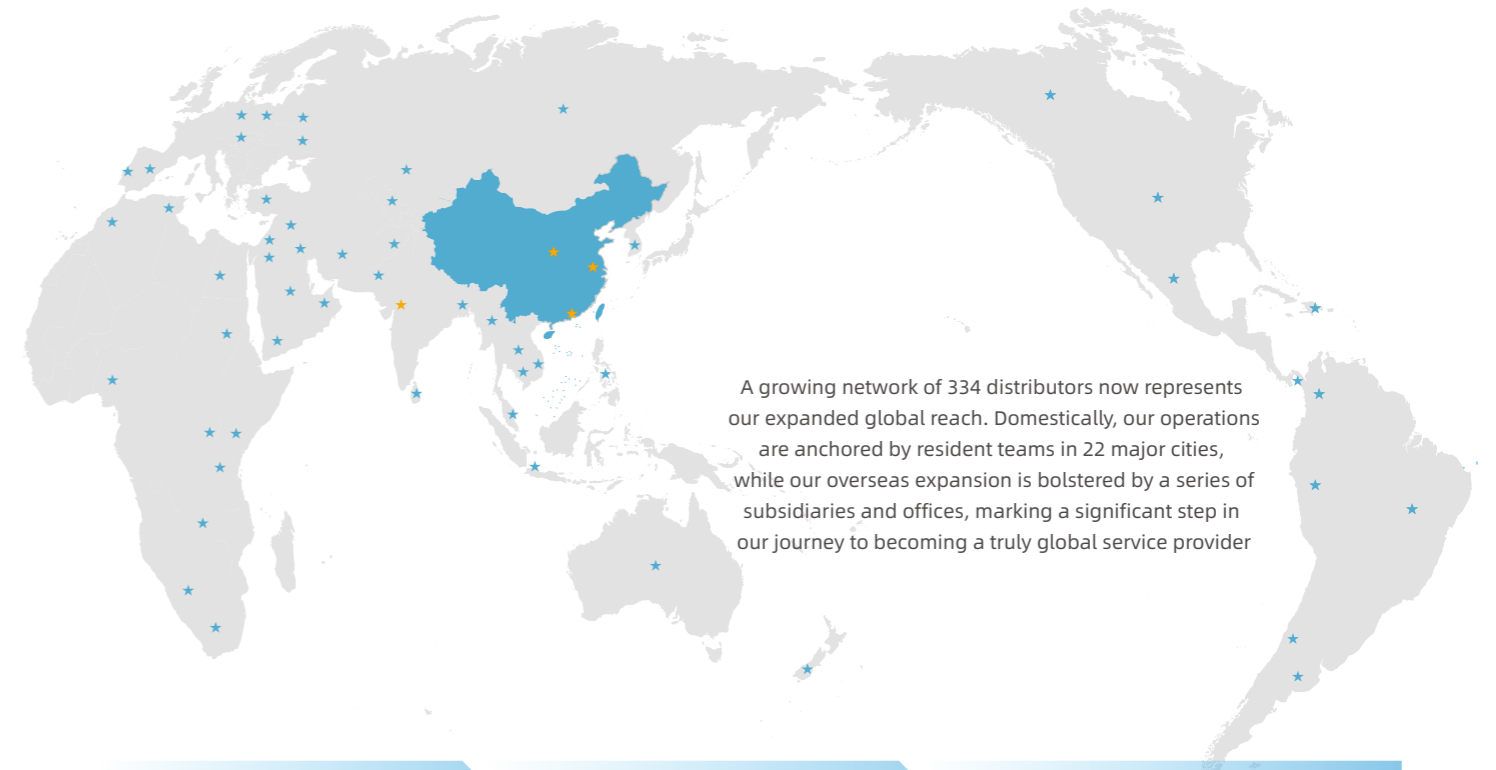 A growing network of 334 distributors now represents
our expanded global reach. Domestically, our operations
are anchored by resident teams in 22 major cities,
while our overseas expansion is bolstered by a series of
subsidiaries and offices, marking a significant step in
our journey to becoming a truly global service provider